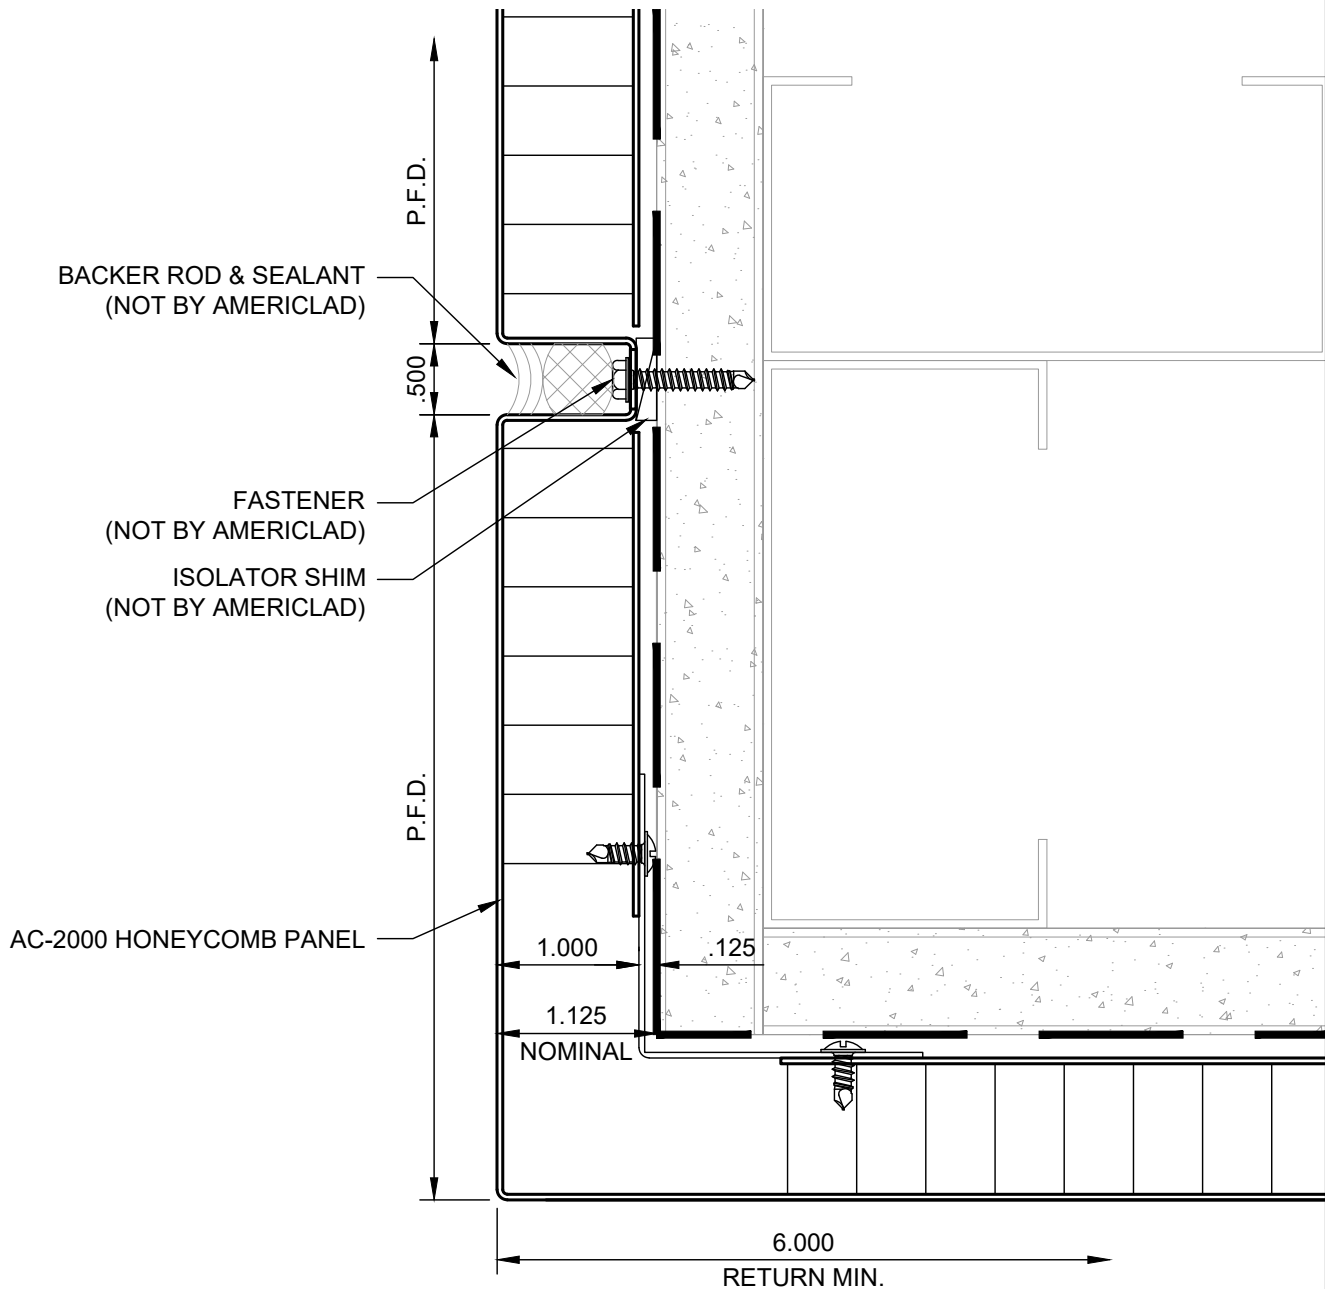 P.F.D.
BACKER ROD & SEALANT
(NOT BY AMERICLAD)
.500
FASTENER
(NOT BY AMERICLAD)
ISOLATOR SHIM
(NOT BY AMERICLAD)
P.F.D.
AC-2000 HONEYCOMB PANEL
1.000
.125
1.125
NOMINAL
6.000
RETURN MIN.